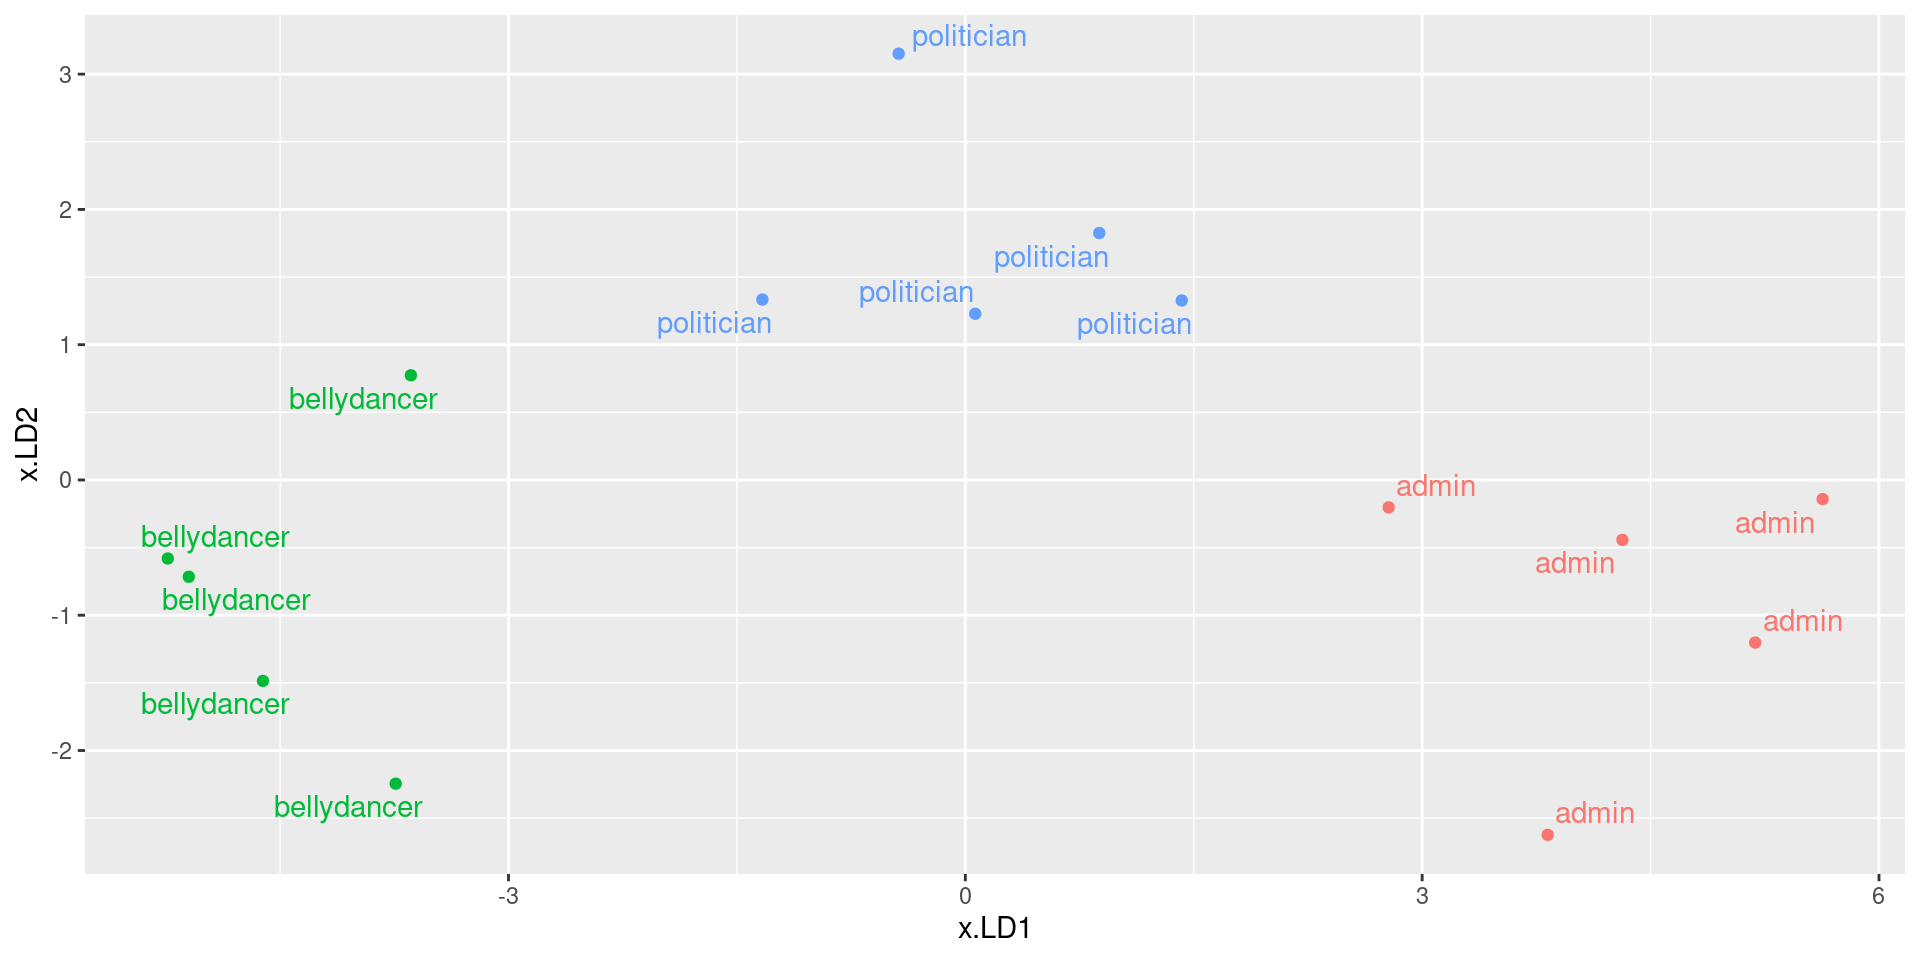 politician
3
2
politician
politician
politician
politician
1
bellydancer
x.LD2
0
admin
admin
bellydancer
admin
bellydancer
admin
-1
bellydancer
-2
bellydancer
admin
-3 0 3 6
x.LD1